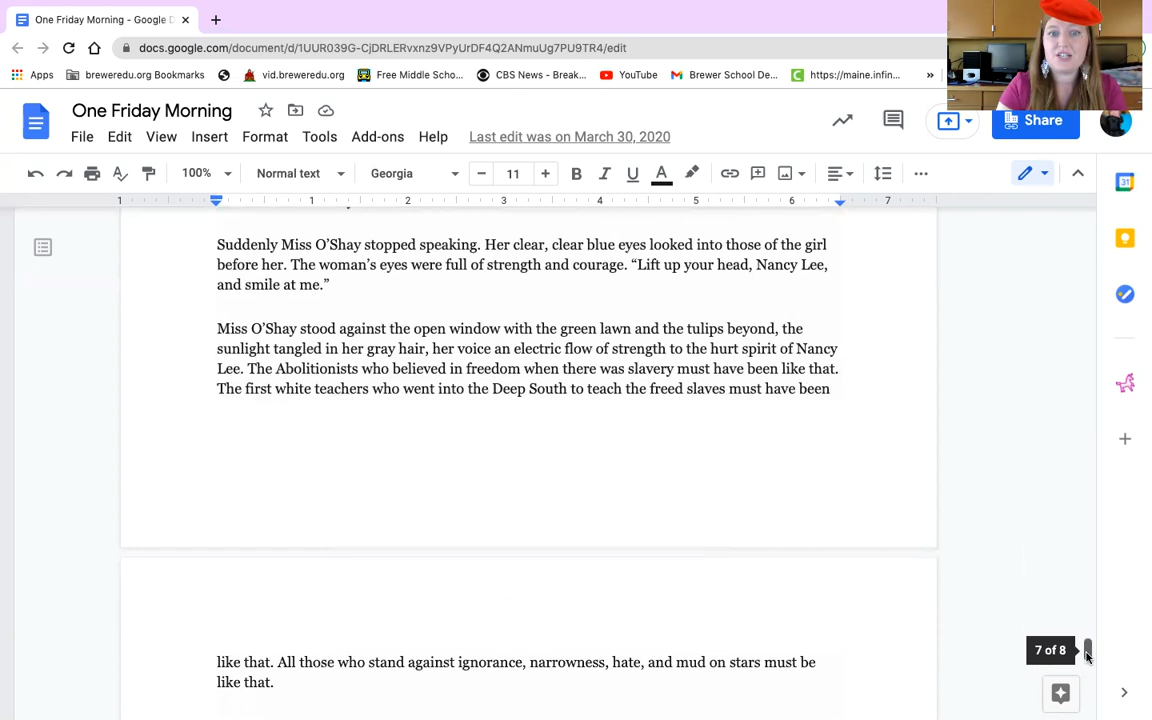 One Friday Morning - Google D
docs.google.com/document/d/1UUR039G-CjDRLERvxnz9VPyUrDF4Q2ANmuUg7PU9TR4/edit
Apps breweredu.org Bookmarks vid.breweredu.org Free Middle Scho... CBS News - Break... YouTube Brewer School De... https://maine.infin... »
One Friday Morning
File Edit View Insert Format Tools Add-ons Help Last edit was on March 30, 2020
Share
100% Normal text Georgia 11 B I U A
1 1 2 3 4 5 6 7
Suddenly Miss O’Shay stopped speaking. Her clear, clear blue eyes looked into those of the girl
before her. The woman’s eyes were full of strength and courage. “Lift up your head, Nancy Lee,
and smile at me.”
Miss O’Shay stood against the open window with the green lawn and the tulips beyond, the
sunlight tangled in her gray hair, her voice an electric flow of strength to the hurt spirit of Nancy
Lee. The Abolitionists who believed in freedom when there was slavery must have been like that.
The first white teachers who went into the Deep South to teach the freed slaves must have been
7 of 8
like that. All those who stand against ignorance, narrowness, hate, and mud on stars must be
like that.